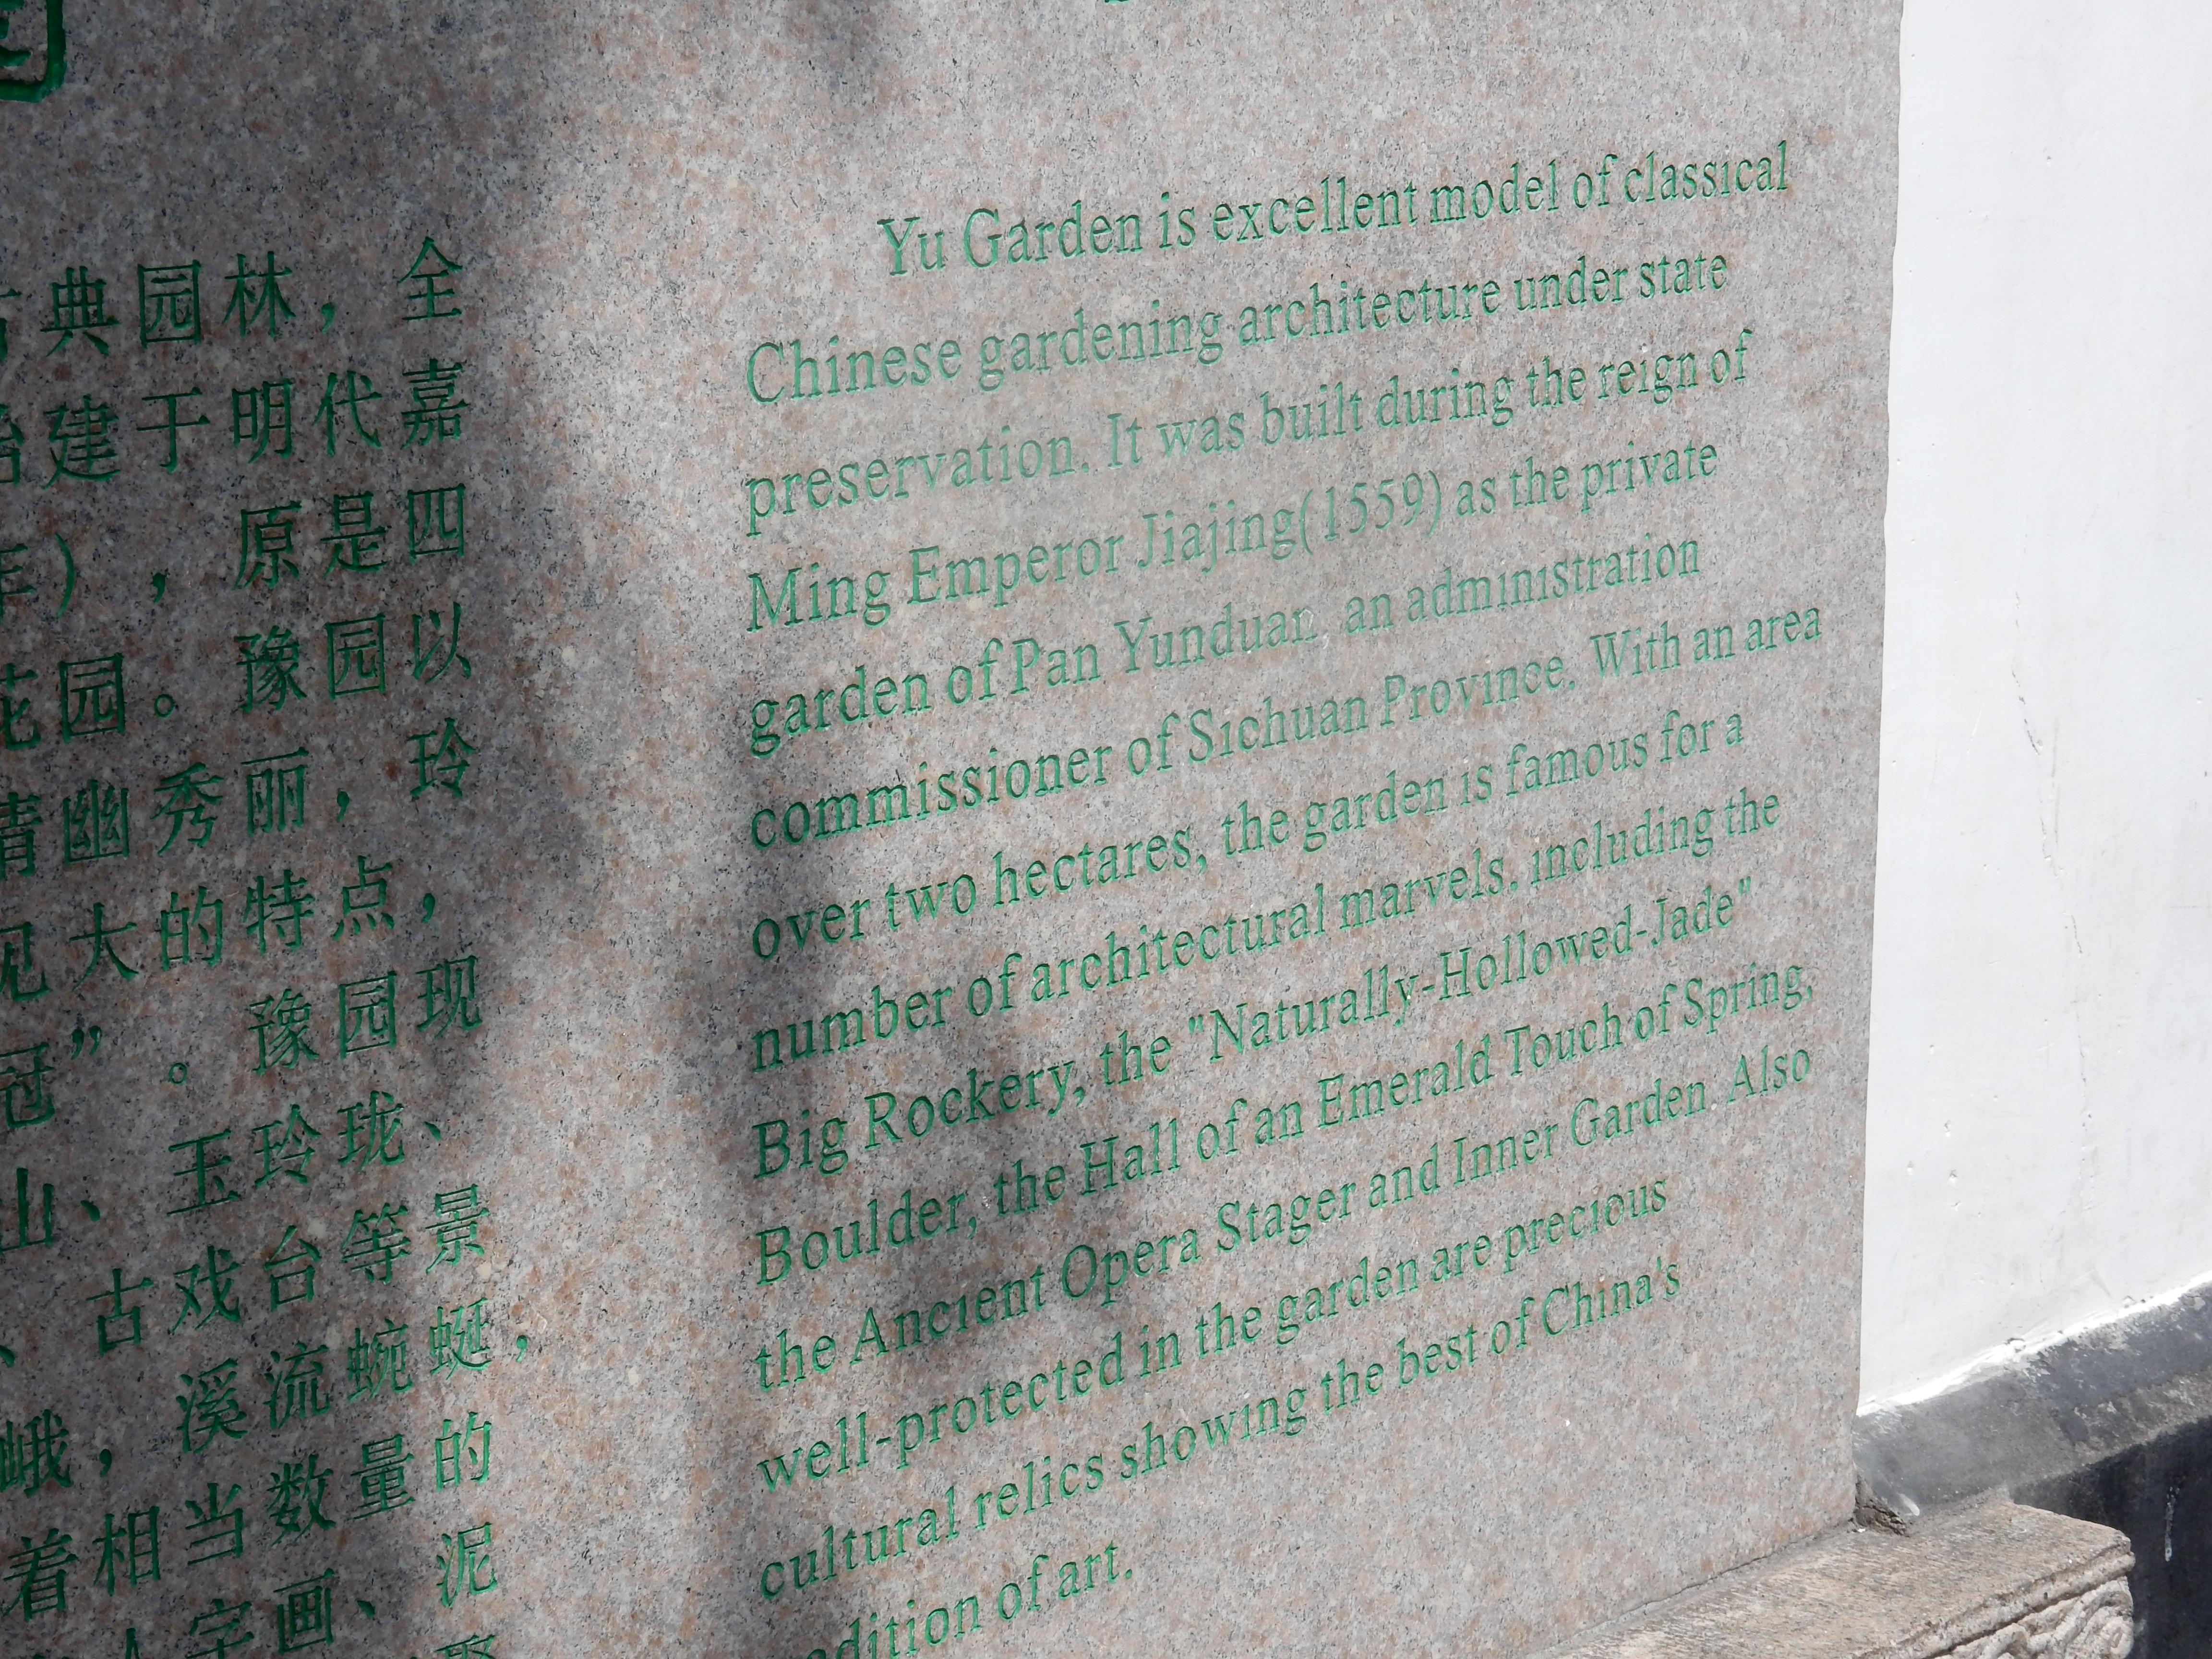 园
典园林，全
建于明代嘉
），原是四
花园。豫园以
清幽秀丽，玲
见大的特点，
冠”。豫园现
山、玉玲珑、
、古戏台等景
峨，溪流蜿蜒，
着相当数量的
字画、泥
Yu Garden is excellent model of classical
Chinese gardening architecture under state
preservation. It was built during the reign of
Ming Emperor Jiajing(1559) as the private
garden of Pan Yunduan, an administration
commissioner of Sichuan Province. With an area
over two hectares, the garden is famous for a
number of architectural marvels. including the
Big Rockery, the "Naturally-Hollowed-Jade"
Boulder, the Hall of an Emerald Touch of Spring,
the Ancient Opera Stager and Inner Garden Also
well-protected in the garden are precious
cultural relics showing the best of China's
of art.